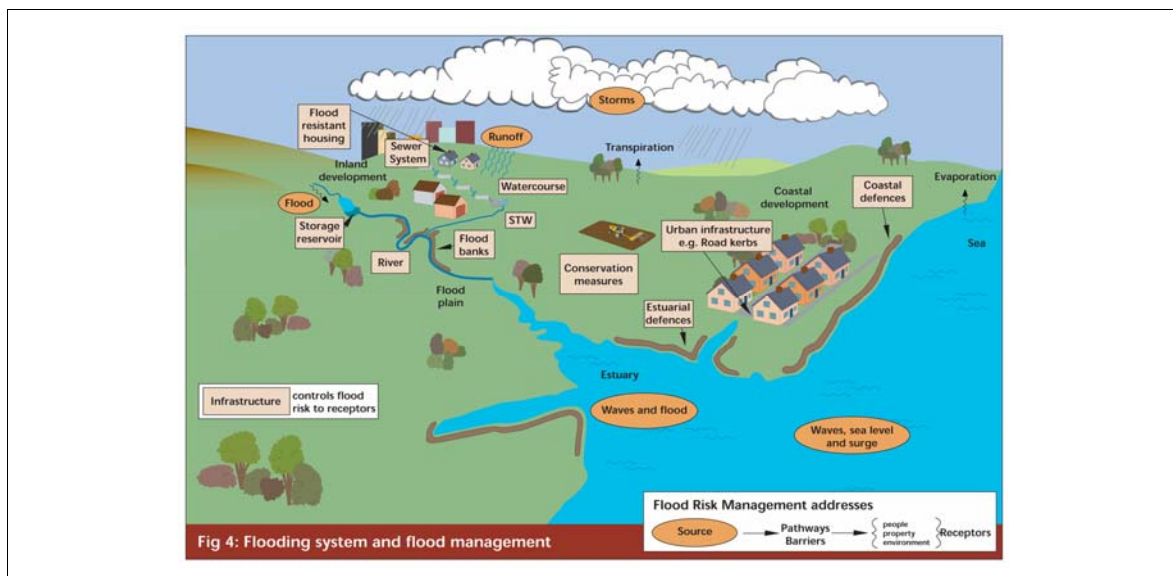 Storms
Flood
resistant
housing
Runoff
Sewer
System
Transpiration
Inland
development
Evaporation
Coastal
defences
Watercourse
Coastal
development
Flood
STW
Storage
reservoir
Urban infrastructure
e.g. Road kerbs
Sea
Flood
banks
River
Conservation
measures
Flood
plain
Estuarial
defences
Estuary
Infrastructure
controls flood
risk to receptors
Waves and flood
Waves, sea level
and surge
Flood Risk Management addresses
Source
Pathways
Barriers
people
property
environment
Receptors
Fig 4: Flooding system and flood management